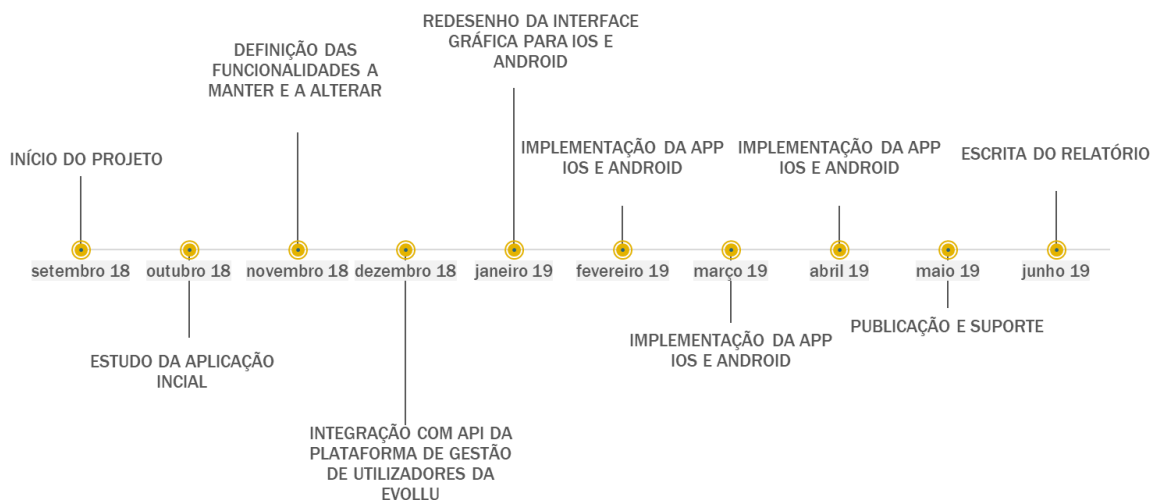 REDESENHO DA INTERFACE
GRÁFICA PARA IOS E
ANDROID
DEFINIÇÃO DAS
FUNCIONALIDADES A
MANTER E A ALTERAR
INÍCIO DO PROJETO
IMPLEMENTAÇÃO DA APP
IOS E ANDROID
IMPLEMENTAÇÃO DA APP
IOS E ANDROID
ESCRITA DO RELATÓRIO
setembro 18
outubro 18
novembro 18
dezembro 18
janeiro 19
fevereiro 19
março 19
abril 19
maio 19
junho 19
ESTUDO DA APLICAÇÃO
INCIAL
INTEGRAÇÃO COM API DA
PLATAFORMA DE GESTÃO
DE UTILIZADORES DA
EVOLLU
IMPLEMENTAÇÃO DA APP
IOS E ANDROID
PUBLICAÇÃO E SUPORTE